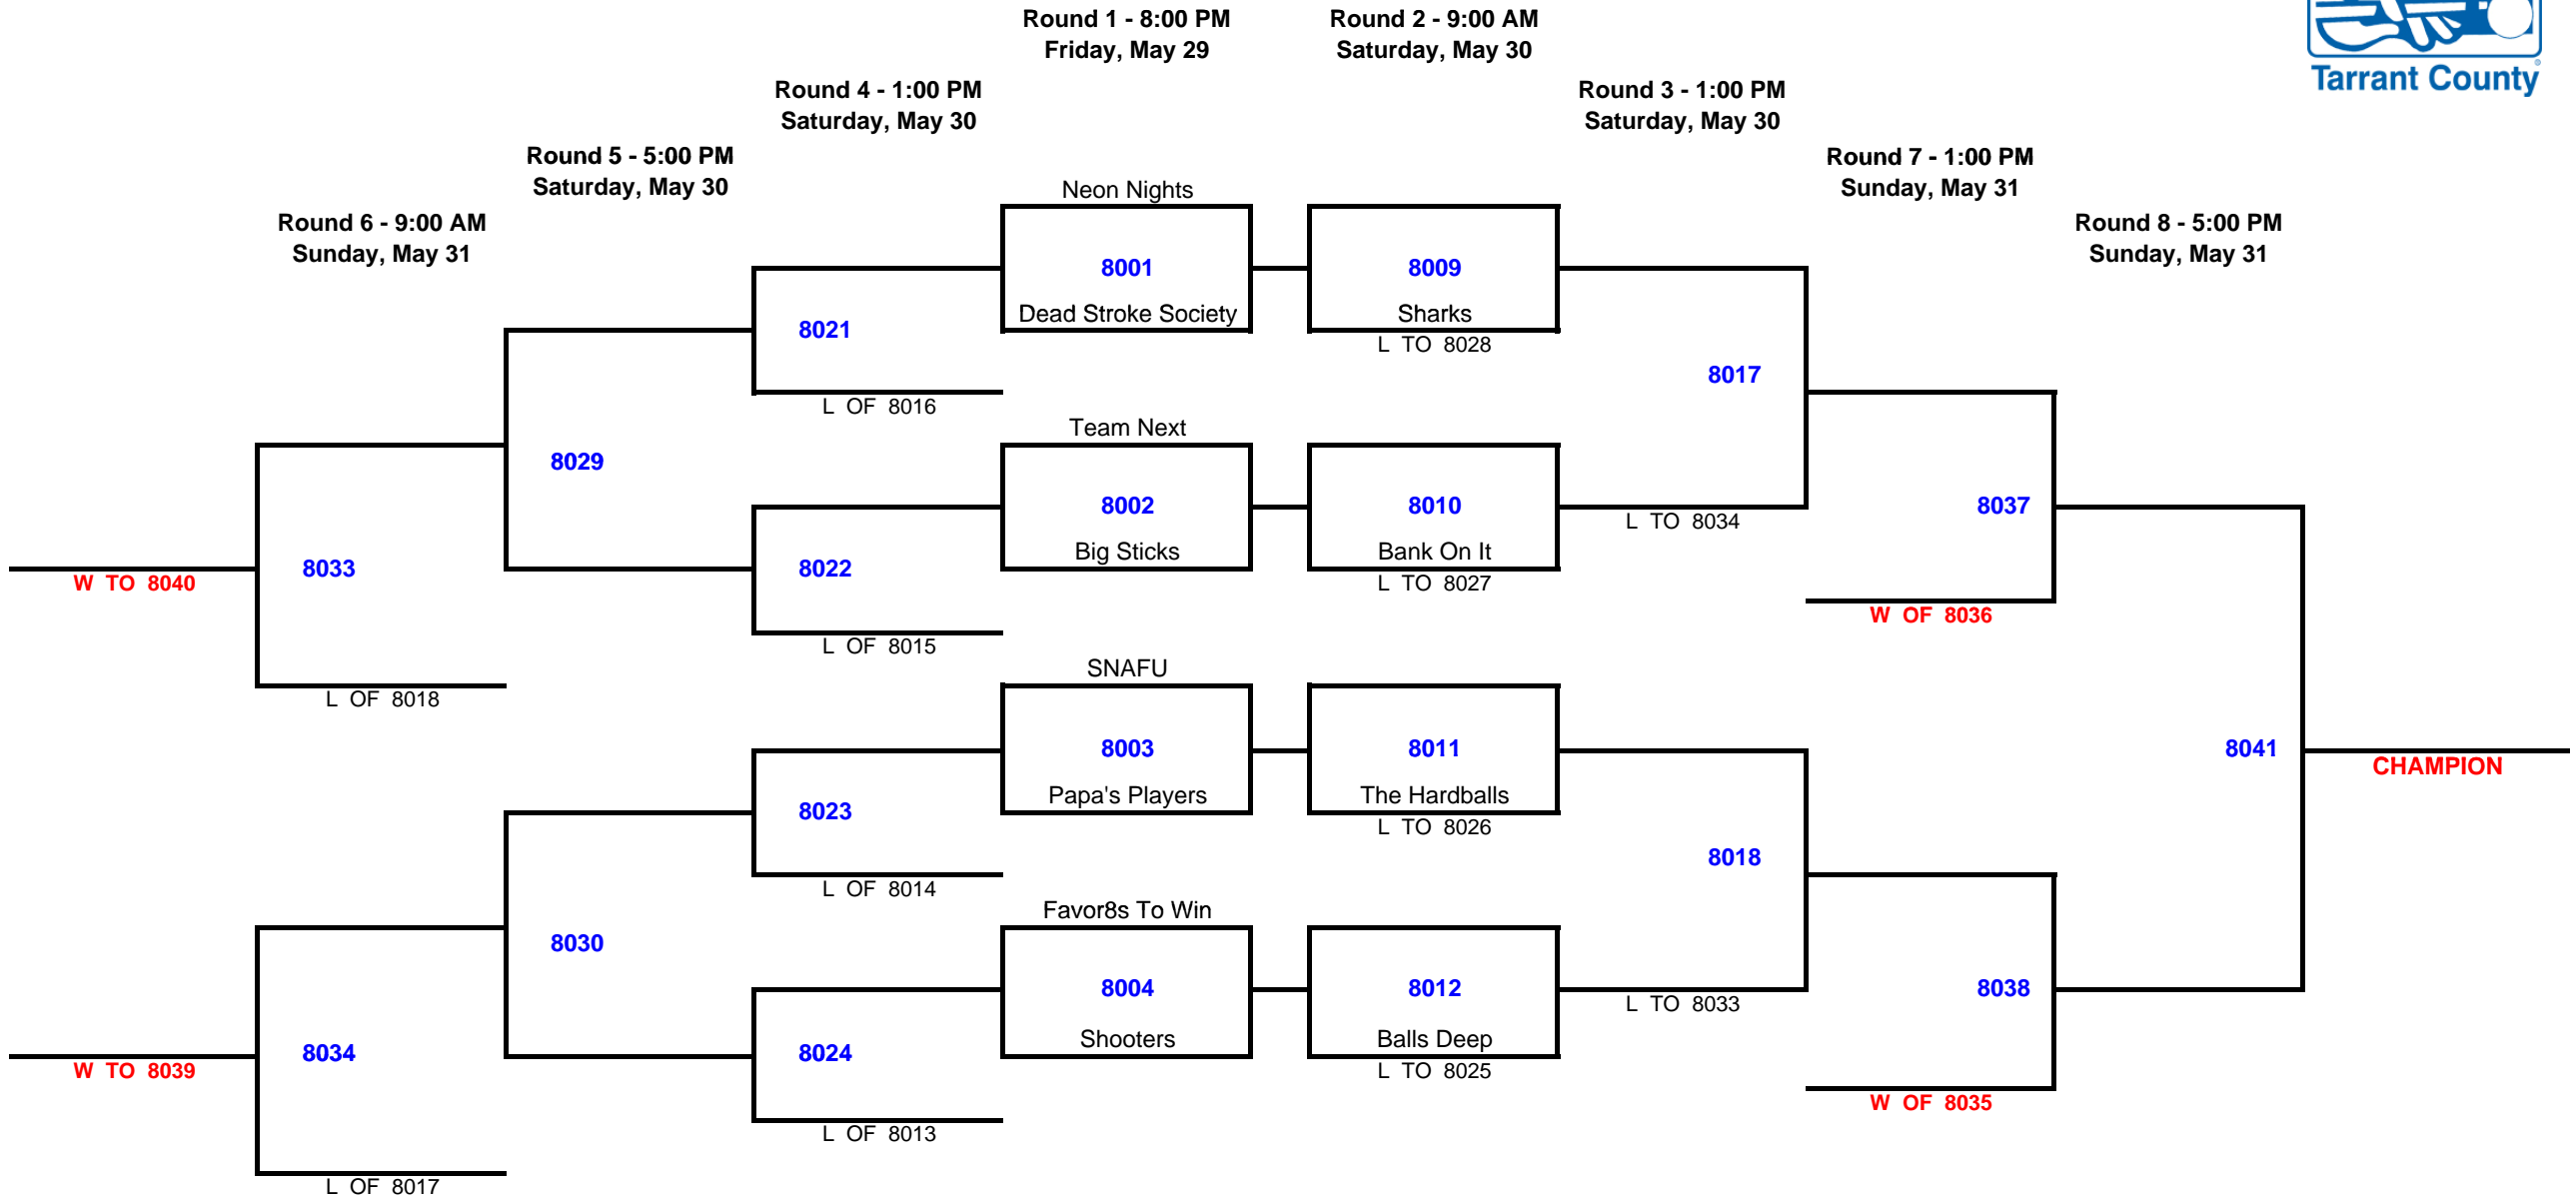 Round 1 - 8:00 PM
Friday, May 29
Round 2 - 9:00 AM
Saturday, May 30
Tarrant County®
Round 4 - 1:00 PM
Saturday, May 30
Round 3 - 1:00 PM
Saturday, May 30
Round 5 - 5:00 PM
Saturday, May 30
Round 7 - 1:00 PM
Sunday, May 31
Round 6 - 9:00 AM
Sunday, May 31
Round 8 - 5:00 PM
Sunday, May 31
Neon Nights
8001
Dead Stroke Society
8009
Sharks
L TO 8028
8021
L OF 8016
8017
Team Next
8002
Big Sticks
8010
Bank On It
L TO 8027
8029
8022
L OF 8015
L TO 8034
8037
W OF 8036
8033
W TO 8040
L OF 8018
SNAFU
8003
Papa's Players
8011
The Hardballs
L TO 8026
8041
CHAMPION
8023
L OF 8014
8018
Favor8s To Win
8004
Shooters
8012
Balls Deep
L TO 8025
8030
8024
L OF 8013
L TO 8033
8038
W OF 8035
8034
W TO 8039
L OF 8017